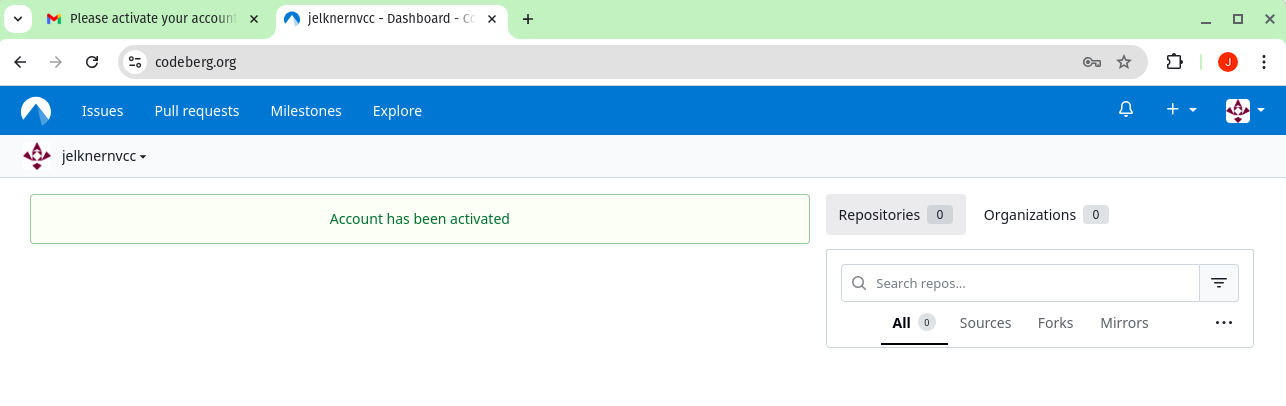 Please activate your account
jelknernvcc - Dashboard - Co
codeberg.org
J
Issues Pull requests Milestones Explore
jelknernvcc
Account has been activated
Repositories 0 Organizations 0
Search repos…
All 0 Sources Forks Mirrors